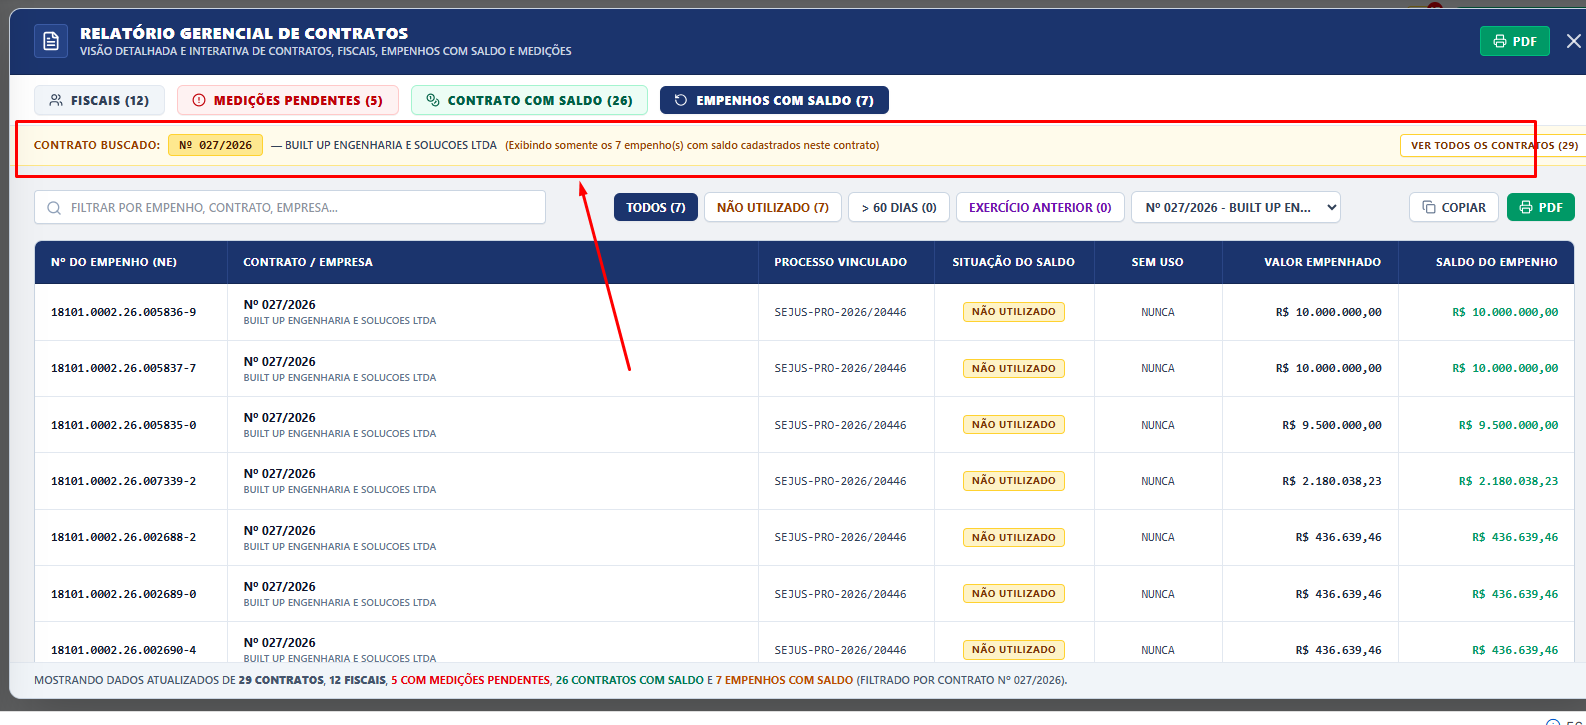 RELATÓRIO GERENCIAL DE CONTRATOS
VISÃO DETALHADA E INTERATIVA DE CONTRATOS, FISCAIS, EMPENHOS COM SALDO E MEDIÇÕES
PDF
FISCAIS (12) MEDIÇÕES PENDENTES (5) CONTRATO COM SALDO (26) EMPENHOS COM SALDO (7)
CONTRATO BUSCADO: Nº 027/2026 — BUILT UP ENGENHARIA E SOLUCOES LTDA (Exibindo somente os 7 empenho(s) com saldo cadastrados neste contrato) VER TODOS OS CONTRATOS (29)
FILTRAR POR EMPENHO, CONTRATO, EMPRESA... TODOS (7) NÃO UTILIZADO (7) > 60 DIAS (0) EXERCÍCIO ANTERIOR (0) Nº 027/2026 - BUILT UP EN... COPIAR PDF
Nº DO EMPENHO (NE) CONTRATO / EMPRESA PROCESSO VINCULADO SITUAÇÃO DO SALDO SEM USO VALOR EMPENHADO SALDO DO EMPENHO
18101.0002.26.005836-9 Nº 027/2026 SEJUS-PRO-2026/20446 NÃO UTILIZADO NUNCA R$ 10.000.000,00 R$ 10.000.000,00
BUILT UP ENGENHARIA E SOLUCOES LTDA
18101.0002.26.005837-7 Nº 027/2026 SEJUS-PRO-2026/20446 NÃO UTILIZADO NUNCA R$ 10.000.000,00 R$ 10.000.000,00
BUILT UP ENGENHARIA E SOLUCOES LTDA
18101.0002.26.005835-0 Nº 027/2026 SEJUS-PRO-2026/20446 NÃO UTILIZADO NUNCA R$ 9.500.000,00 R$ 9.500.000,00
BUILT UP ENGENHARIA E SOLUCOES LTDA
18101.0002.26.007339-2 Nº 027/2026 SEJUS-PRO-2026/20446 NÃO UTILIZADO NUNCA R$ 2.180.038,23 R$ 2.180.038,23
BUILT UP ENGENHARIA E SOLUCOES LTDA
18101.0002.26.002688-2 Nº 027/2026 SEJUS-PRO-2026/20446 NÃO UTILIZADO NUNCA R$ 436.639,46 R$ 436.639,46
BUILT UP ENGENHARIA E SOLUCOES LTDA
18101.0002.26.002689-0 Nº 027/2026 SEJUS-PRO-2026/20446 NÃO UTILIZADO NUNCA R$ 436.639,46 R$ 436.639,46
BUILT UP ENGENHARIA E SOLUCOES LTDA
18101.0002.26.002690-4 Nº 027/2026 SEJUS-PRO-2026/20446 NÃO UTILIZADO NUNCA R$ 436.639,46 R$ 436.639,46
BUILT UP ENGENHARIA E SOLUCOES LTDA
MOSTRANDO DADOS ATUALIZADOS DE 29 CONTRATOS, 12 FISCAIS, 5 COM MEDIÇÕES PENDENTES, 26 CONTRATOS COM SALDO E 7 EMPENHOS COM SALDO (FILTRADO POR CONTRATO Nº 027/2026).